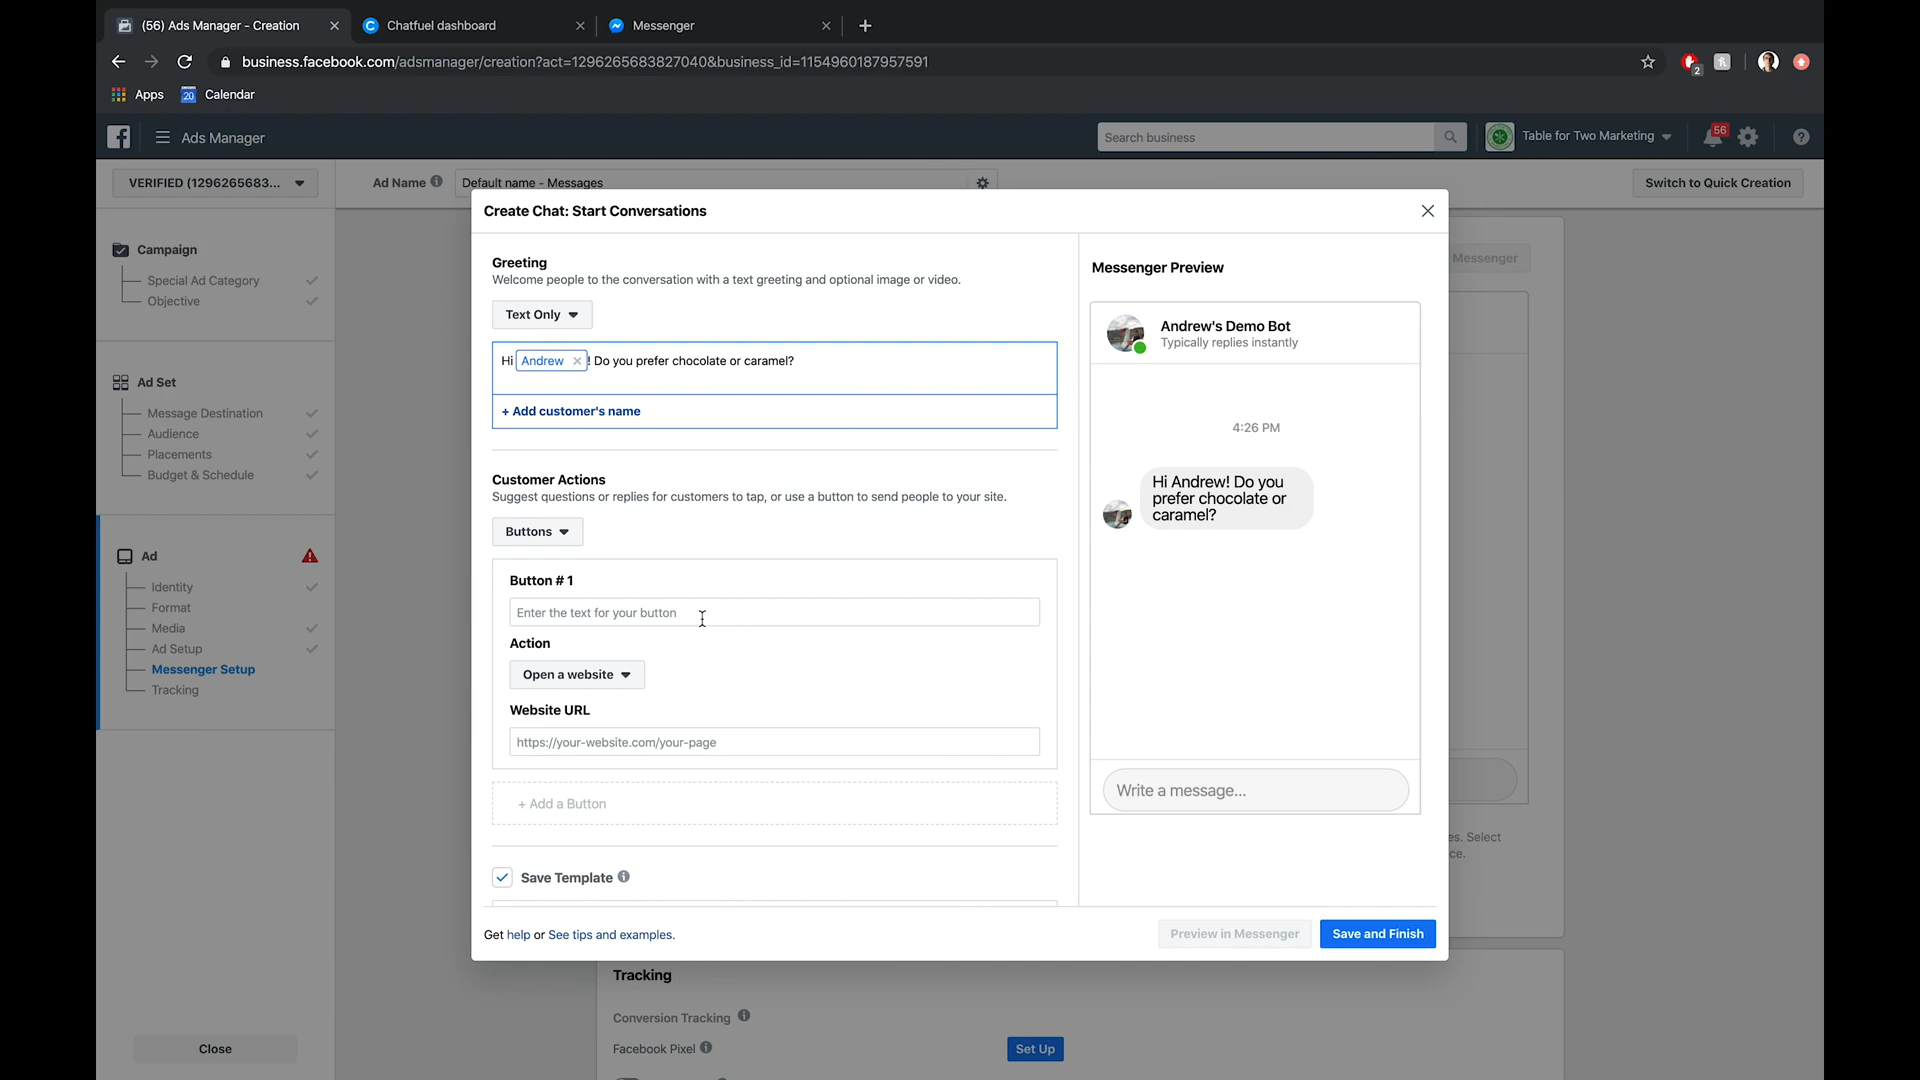 (56) Ads Manager - Creation
Chatfuel dashboard
Messenger
business.facebook.com/adsmanager/creation?act=1296265683827040&business_id=1154960187957591
2
Apps
20
Calendar
Ads Manager
Search business
Table for Two Marketing
56
VERIFIED (1296265683...
Ad Name
Default name - Messages
Switch to Quick Creation
Campaign
Special Ad Category
Objective
Ad Set
Message Destination
Audience
Placements
Budget & Schedule
Ad
Identity
Format
Media
Ad Setup
Messenger Setup
Tracking
Close
Create Chat: Start Conversations
Greeting
Welcome people to the conversation with a text greeting and optional image or video.
Text Only
Hi Andrew ! Do you prefer chocolate or caramel?
+ Add customer's name
Customer Actions
Suggest questions or replies for customers to tap, or use a button to send people to your site.
Buttons
Button # 1
Enter the text for your button
Action
Open a website
Website URL
https://your-website.com/your-page
+ Add a Button
Save Template
Get help or See tips and examples.
Preview in Messenger
Save and Finish
Messenger Preview
Andrew's Demo Bot
Typically replies instantly
4:26 PM
Hi Andrew! Do you
prefer chocolate or
caramel?
Write a message...
Messenger
es. Select
ce.
Tracking
Conversion Tracking
Facebook Pixel
Set Up